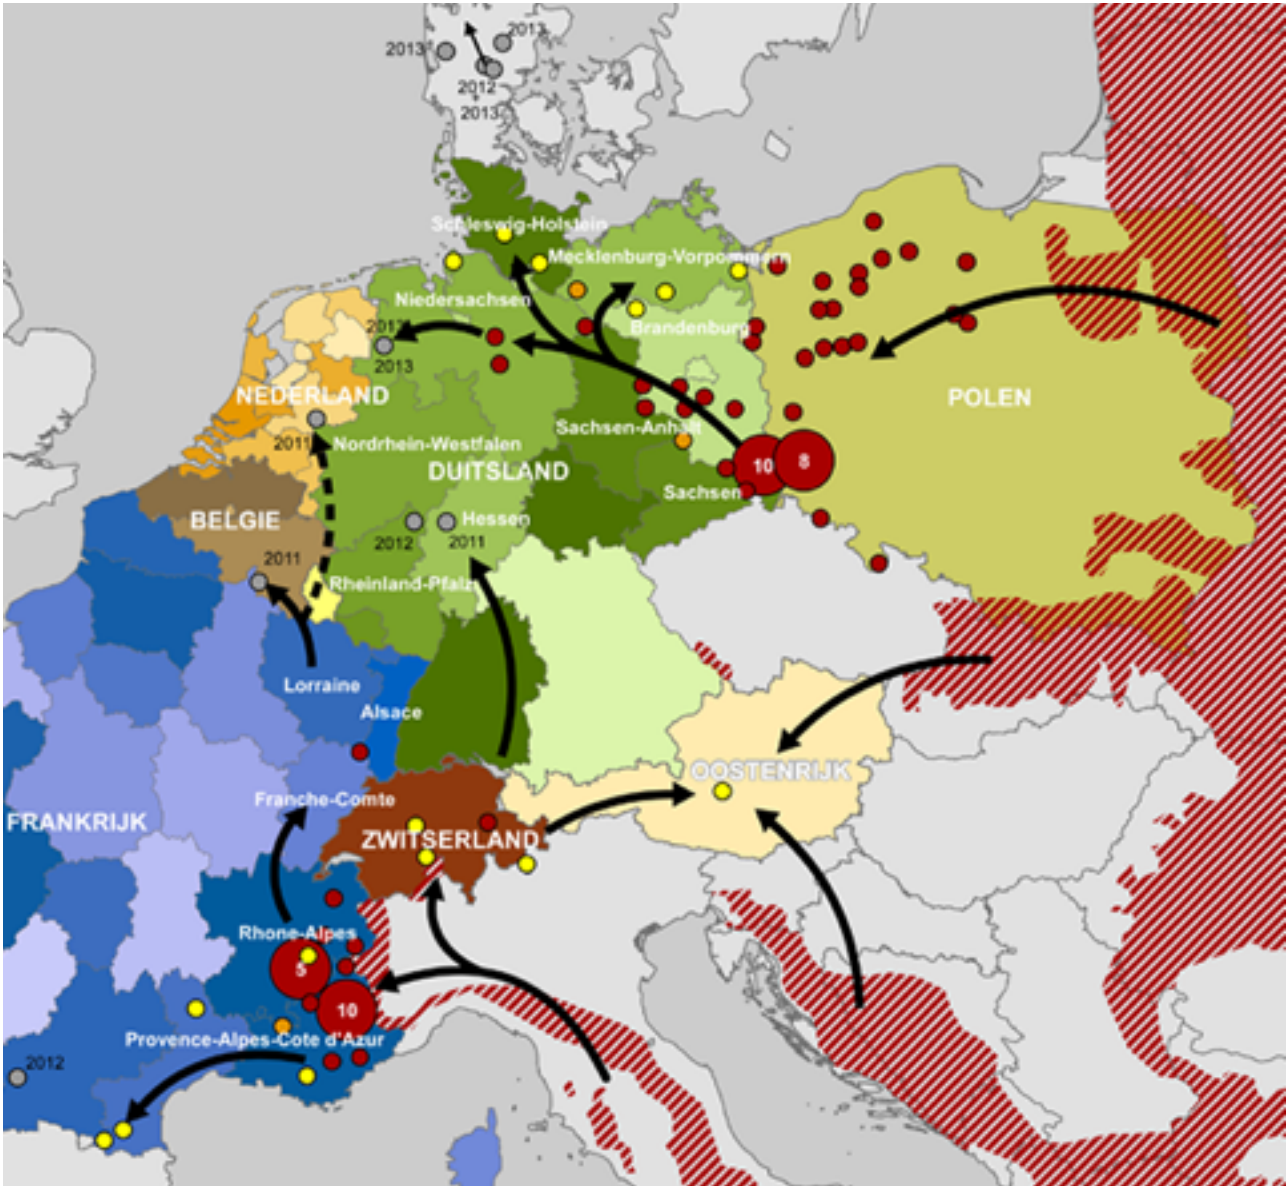 2013
2013
2012
2013
Schleswig-Holstein
Mecklenburg-Vorpommern
Niedersachsen
2013
Brandenburg
2013
NEDERLAND
POLEN
Sachsen-Anhalt
2011
Nordrhein-Westfalen
DUITSLAND
10
8
Sachsen
BELGIE
Hessen
2012
2011
2011
Rheinland-Pfalz
Lorraine
Alsace
OOSTENRIJK
Franche-Comte
FRANKRIJK
ZWITSERLAND
Rhone-Alpes
5
10
Provence-Alpes-Cote d'Azur
2012